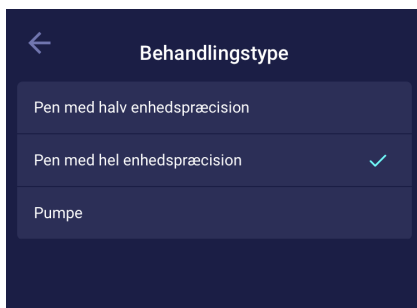 Behandlingstype
Pen med halv enhedspræcision
Pen med hel enhedspræcision
Pumpe